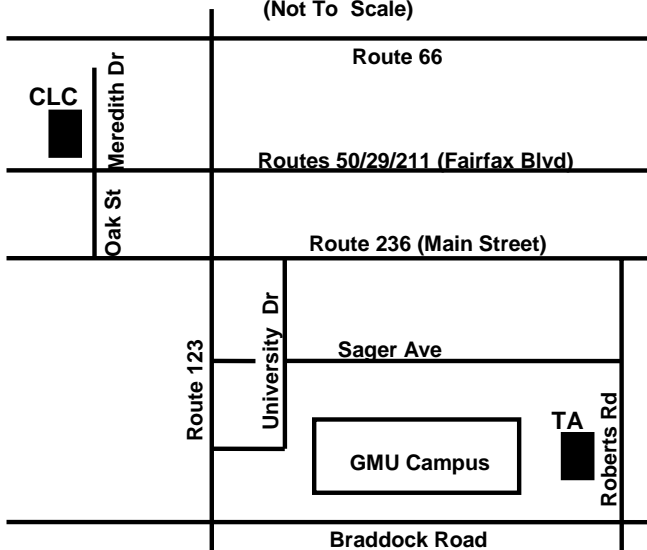 (Not To Scale)
Route 66
CLC
Meredith Dr
Routes 50/29/211 (Fairfax Blvd)
Oak St
Route 236 (Main Street)
University Dr
Route 123
Sager Ave
TA
Roberts Rd
GMU Campus
Braddock Road